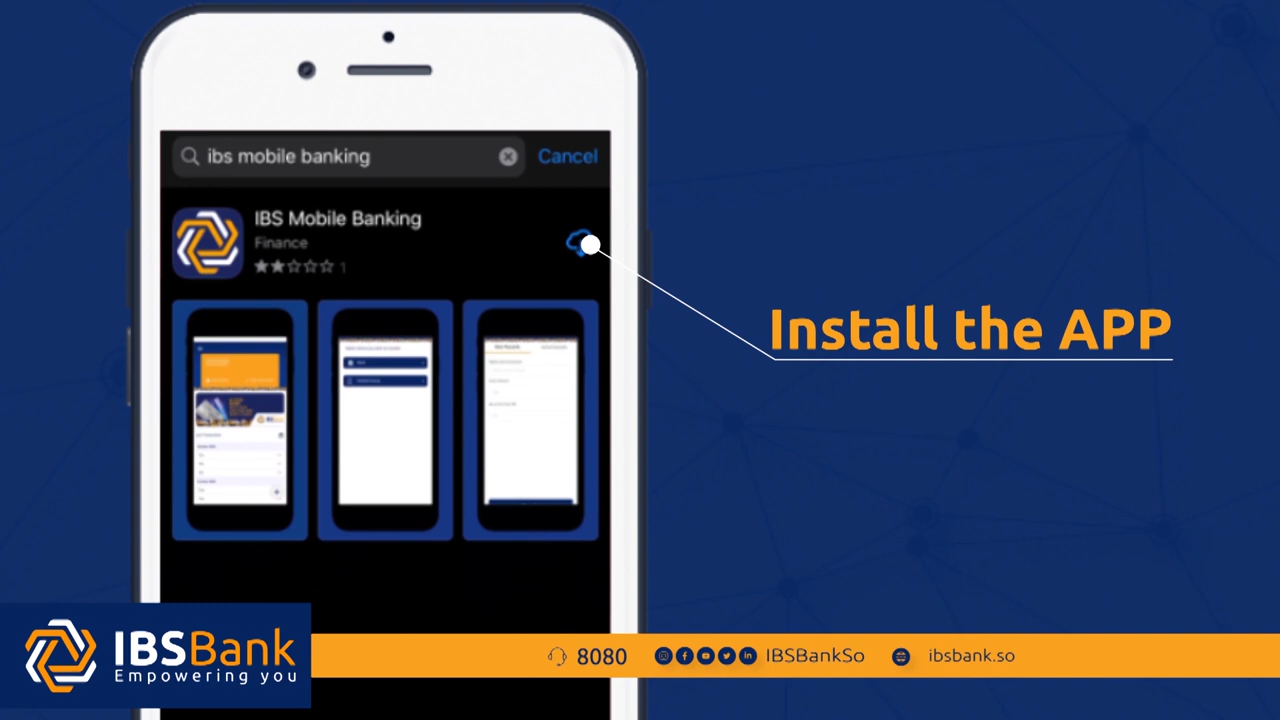 ibs mobile banking
Cancel
IBS Mobile Banking
Finance
1
Install the APP
IBSBank
Empowering you
8080
IBSBankSo
ibsbank.so